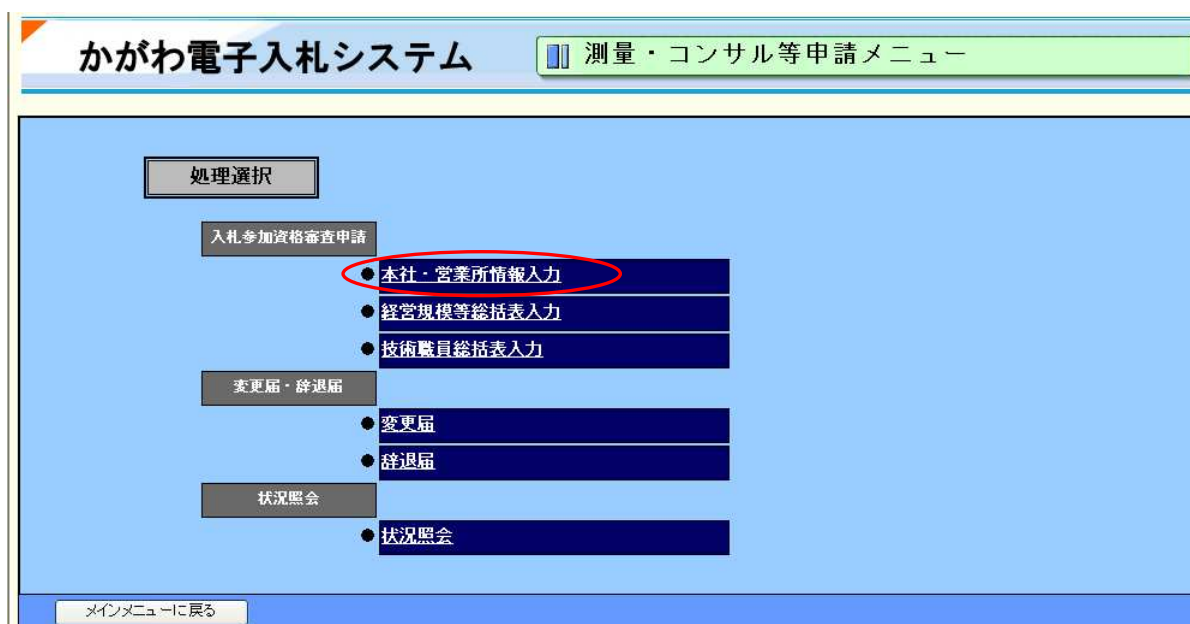 かがわ電子入札システム
測量・コンサル等申請メニュー
処理選択
入札参加資格審査申請
本社・営業所情報入力
経営規模等総括表入力
技術職員総括表入力
変更届・辞退届
変更届
辞退届
状況照会
状況照会
メインメニューに戻る